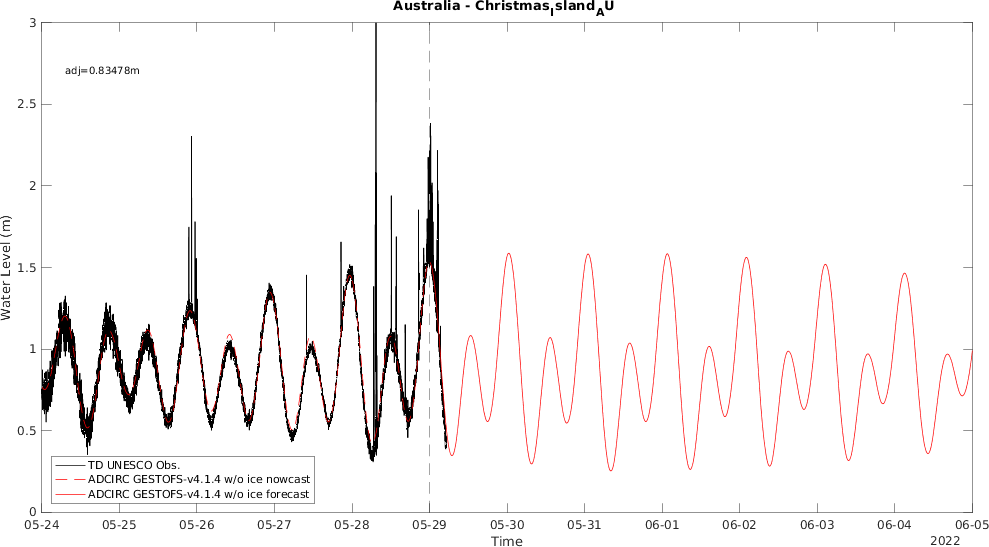 Australia - ChristmasIslandAU
adj=0.83478m
3
2.5
2
1.5
1
0.5
0
Water Level (m)
TD UNESCO Obs.
ADCIRC GESTOFS-v4.1.4 w/o ice nowcast
ADCIRC GESTOFS-v4.1.4 w/o ice forecast
05-24 05-25 05-26 05-27 05-28 05-29 05-30 05-31 06-01 06-02 06-03 06-04 06-05
Time
2022